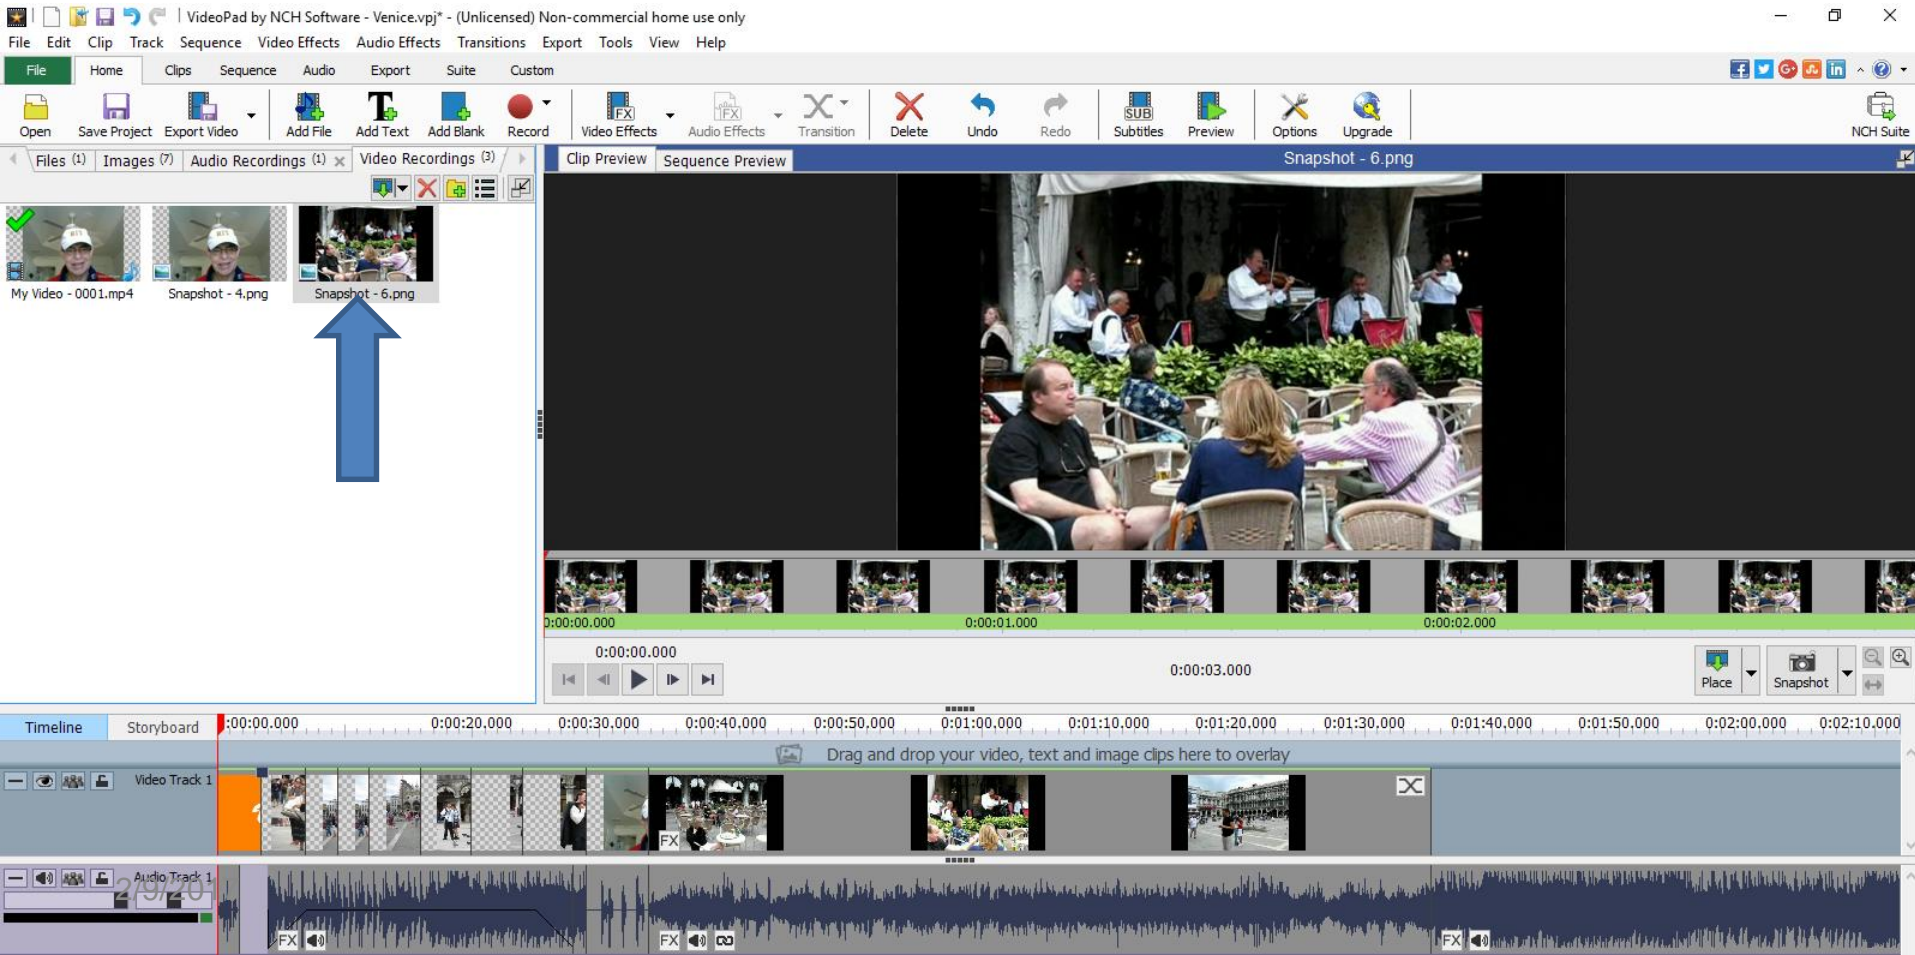 VideoPad by NCH Software - Venice.vpj* - (Unlicensed) Non-commercial home use only
File Edit Clip Track Sequence Video Effects Audio Effects Transitions Export Tools View Help
File Home Clips Sequence Audio Export Suite Custom
Open Save Project Export Video Add File Add Text Add Blank Record Video Effects Audio Effects Transition Delete Undo Redo Subtitles Preview Options Upgrade NCH Suite
Files (1) Images (7) Audio Recordings (1) Video Recordings (3) Clip Preview Sequence Preview Snapshot - 6.png
My Video - 0001.mp4 Snapshot - 4.png Snapshot - 6.png
0:00:00.000 0:00:01.000 0:00:02.000
0:00:00.000
0:00:03.000
Place Snapshot
Timeline Storyboard :00:00.000 0:00:20.000 0:00:30.000 0:00:40.000 0:00:50.000 0:01:00.000 0:01:10.000 0:01:20.000 0:01:30.000 0:01:40.000 0:01:50.000 0:02:00.000 0:02:10.000
Drag and drop your video, text and image clips here to overlay
Video Track 1
FX
Audio Track 1
2/9/201
FX FX FX